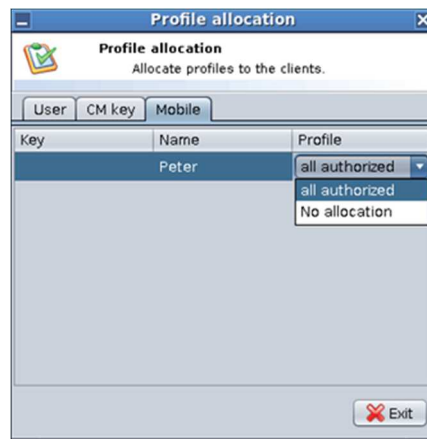 Profile allocation
Profile allocation
Allocate profiles to the clients.
User CM key Mobile
Key Name Profile
Peter all authorized
all authorized
No allocation
Exit